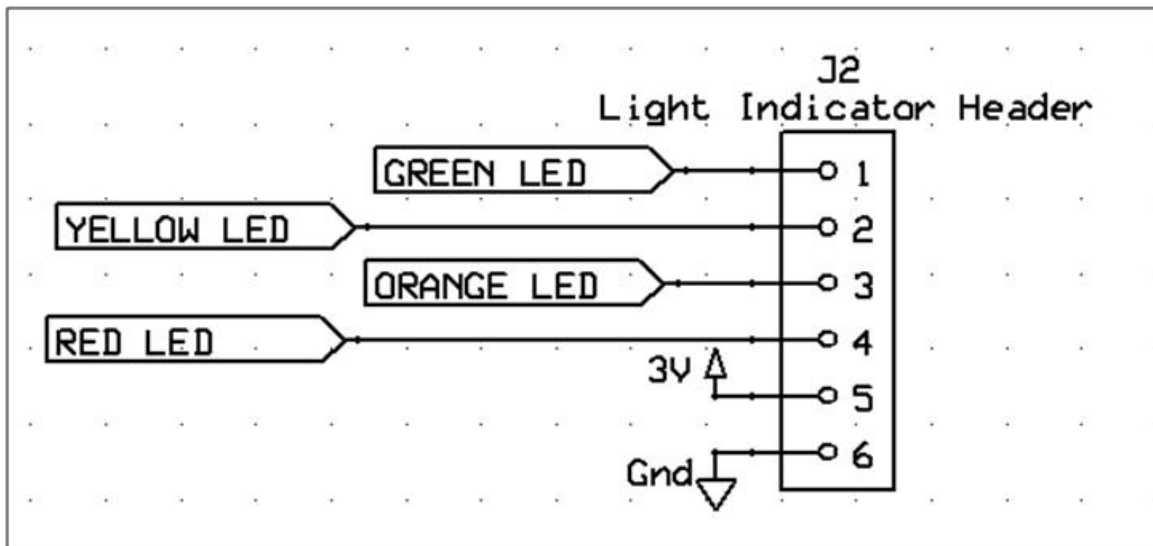 J2
Light Indicator Header
GREEN LED 1
YELLOW LED 2
ORANGE LED 3
RED LED 4
3V 5
Gnd 6